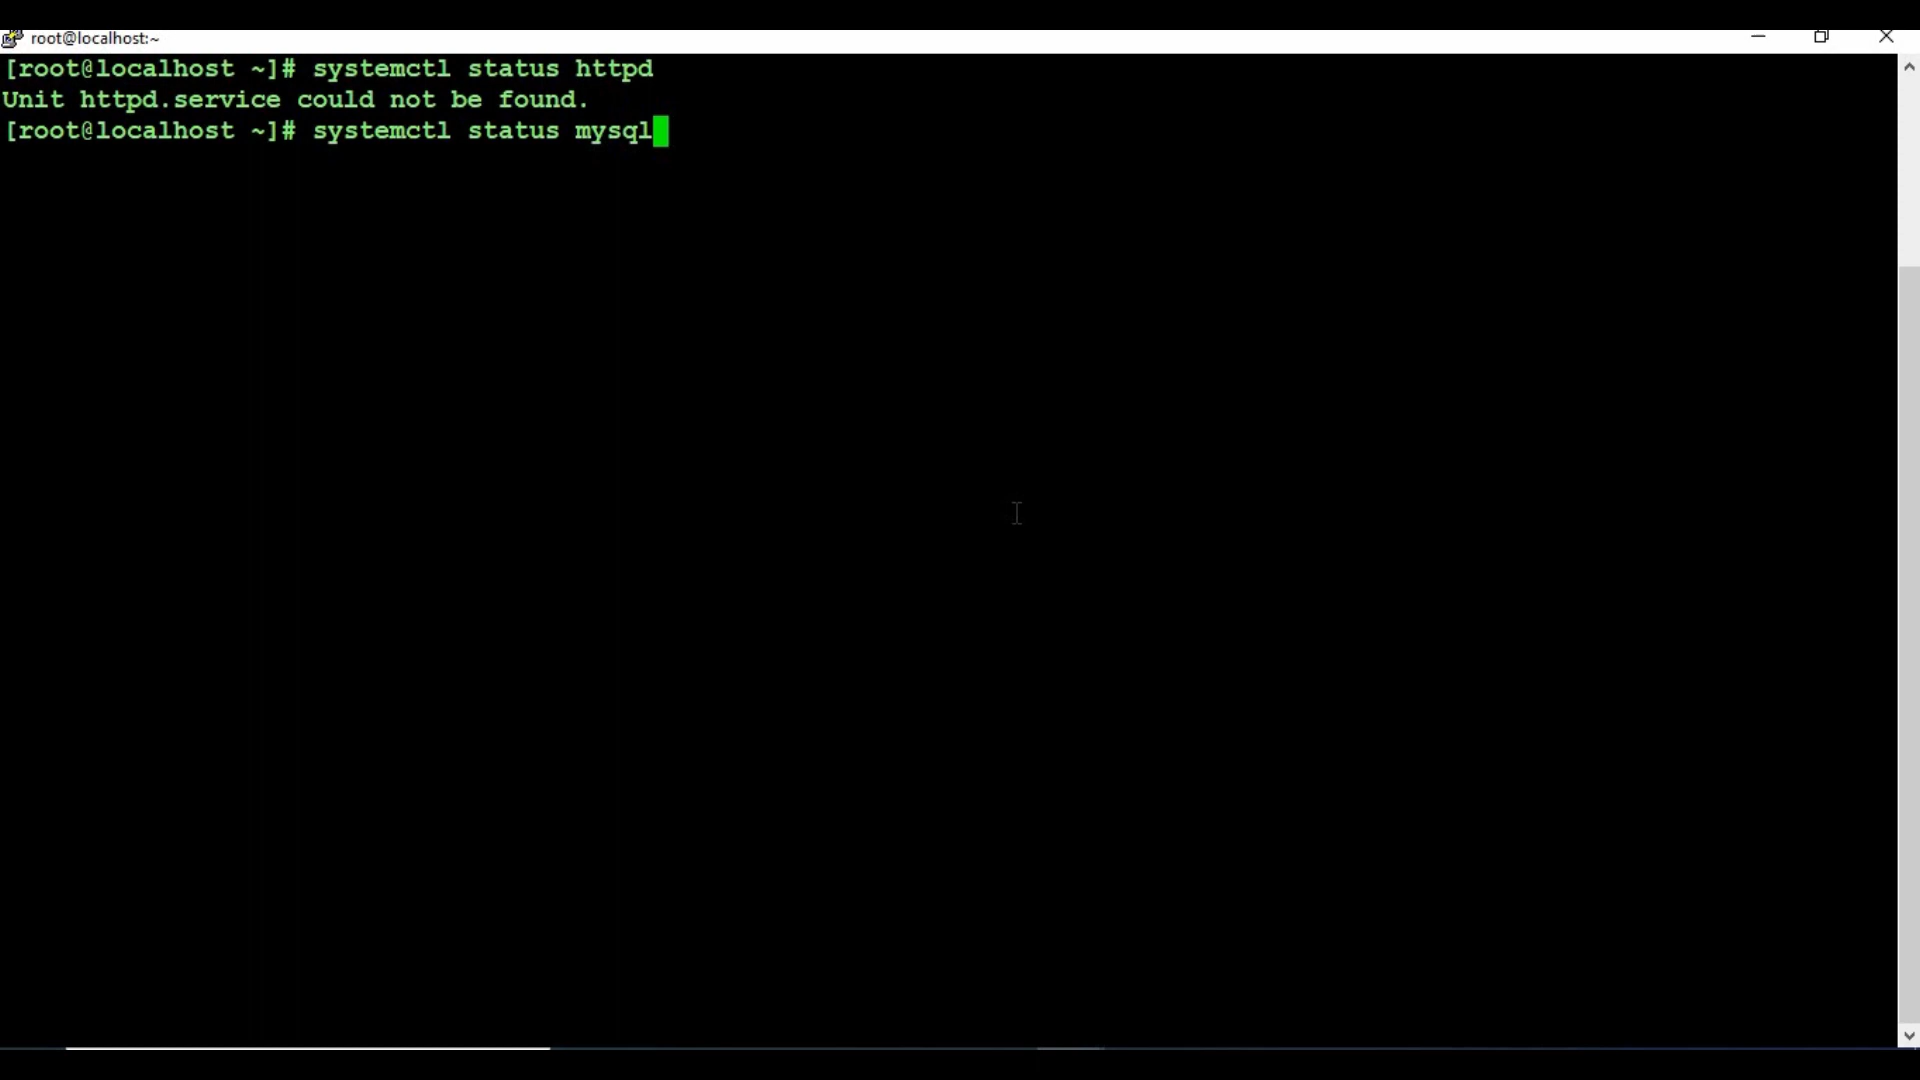 root@localhost:~
[root@localhost ~]# systemctl status httpd
Unit httpd.service could not be found.
[root@localhost ~]# systemctl status mysql